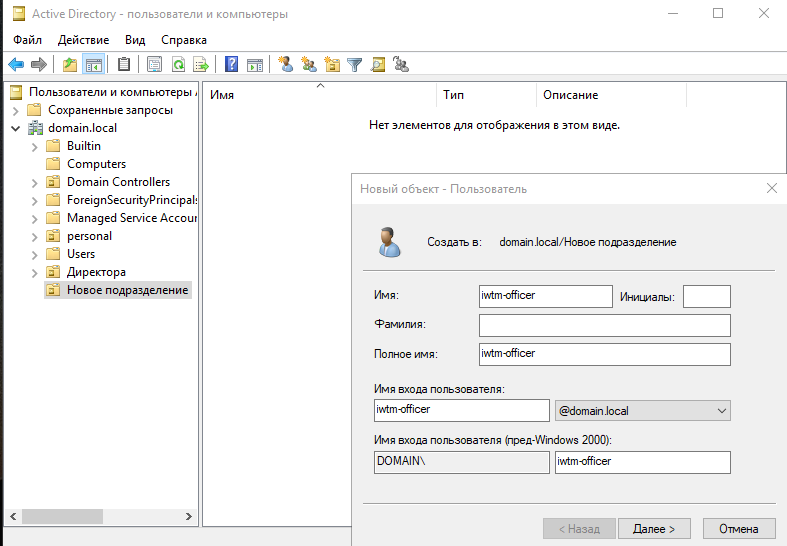 Active Directory - пользователи и компьютеры
Файл Действие Вид Справка
Пользователи и компьютеры
Сохраненные запросы
domain.local
Builtin
Computers
Domain Controllers
ForeignSecurityPrincipals
Managed Service Accour
personal
Users
Директора
Новое подразделение
Имя Тип Описание
Нет элементов для отображения в этом виде.
Новый объект - Пользователь
Создать в: domain.local/Новое подразделение
Имя: iwtm-officer Инициалы:
Фамилия:
Полное имя: iwtm-officer
Имя входа пользователя:
iwtm-officer @domain.local
Имя входа пользователя (пред-Windows 2000):
DOMAIN\ iwtm-officer
< Назад Далее > Отмена